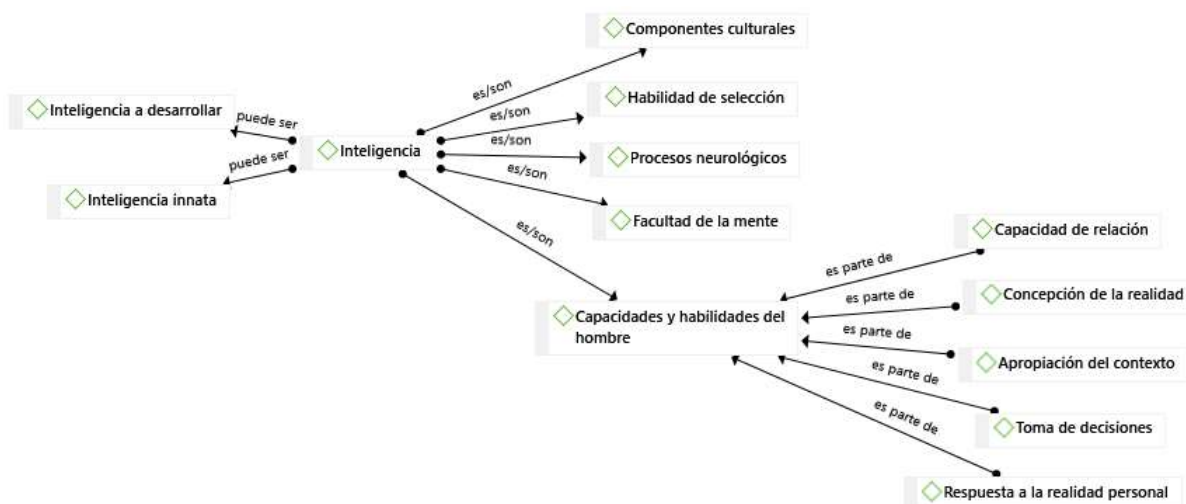 Componentes culturales
es/son
Habilidad de selección
es/son
Inteligencia a desarrollar
puede ser
Inteligencia
es/son
Procesos neurológicos
puede ser
Inteligencia innata
es/son
Facultad de la mente
es/son
Capacidad de relación
es parte de
Concepción de la realidad
es parte de
Capacidades y habilidades del
hombre
es parte de
Apropiación del contexto
es parte de
Toma de decisiones
es parte de
Respuesta a la realidad personal